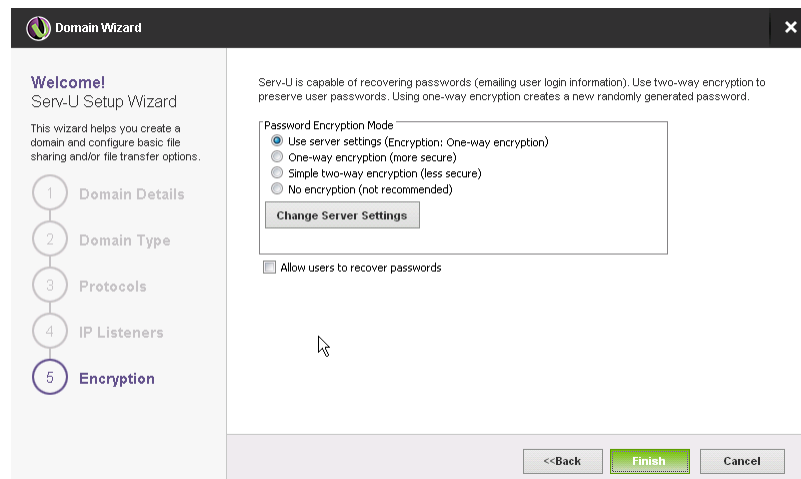 Domain Wizard
Welcome!
Serv-U Setup Wizard
This wizard helps you create a
domain and configure basic file
sharing and/or file transfer options.
1 Domain Details
2 Domain Type
3 Protocols
4 IP Listeners
5 Encryption
Serv-U is capable of recovering passwords (emailing user login information). Use two-way encryption to
preserve user passwords. Using one-way encryption creates a new randomly generated password.
Password Encryption Mode
Use server settings (Encryption: One-way encryption)
One-way encryption (more secure)
Simple two-way encryption (less secure)
No encryption (not recommended)
Change Server Settings
Allow users to recover passwords
<<Back Finish Cancel